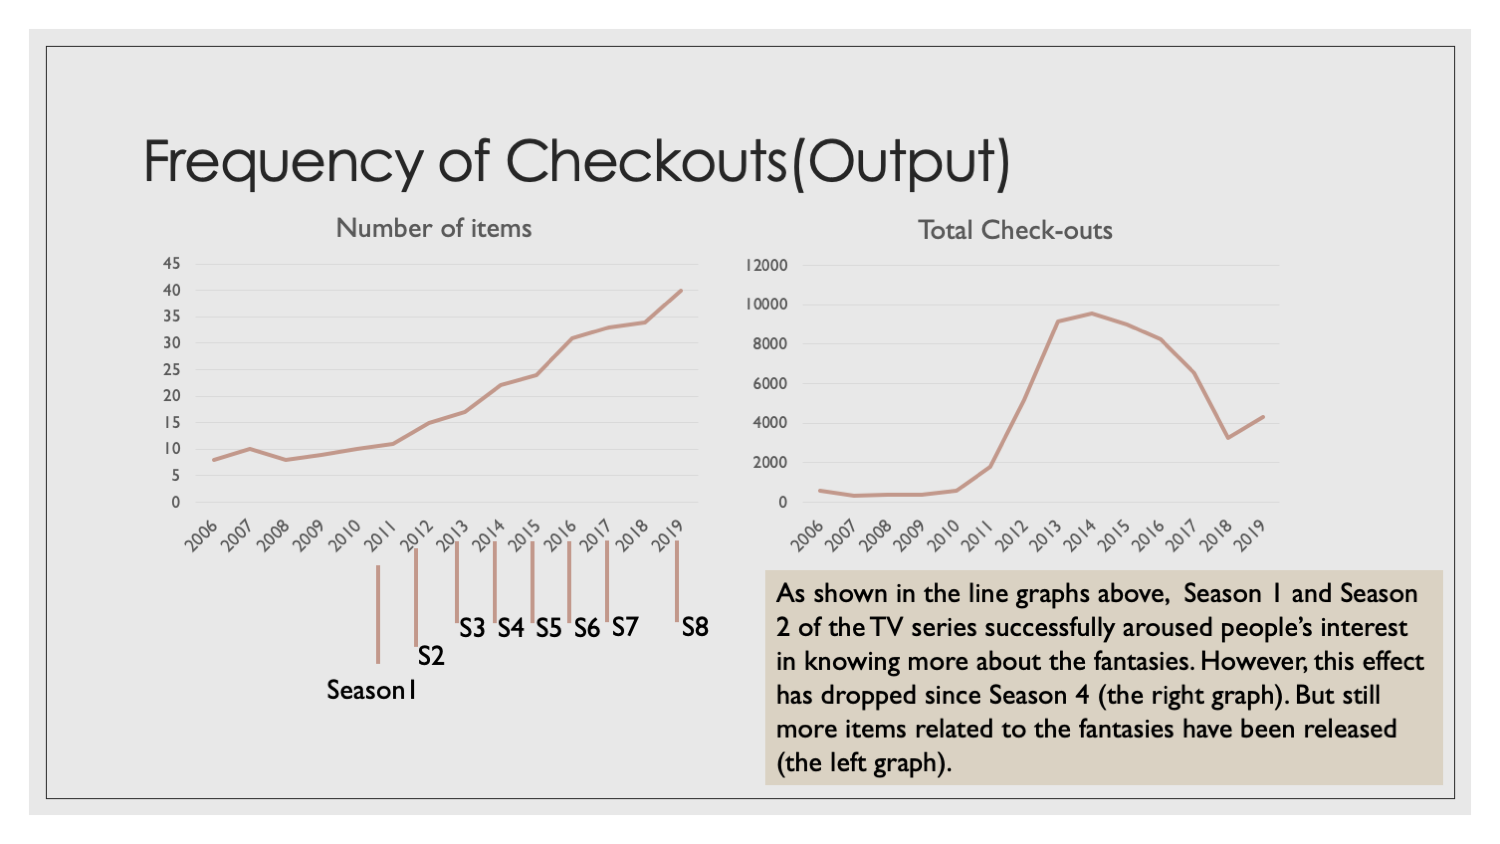 Frequency of Checkouts(Output)
Number of items
45
40
35
30
25
20
15
10
5
0
2006 2007 2008 2009 2010 2011 2012 2013 2014 2015 2016 2017 2018 2019
S3 S4 S5 S6 S7 S8
S2
Season1
Total Check-outs
12000
10000
8000
6000
4000
2000
0
2006 2007 2008 2009 2010 2011 2012 2013 2014 2015 2016 2017 2018 2019
As shown in the line graphs above, Season 1 and Season
2 of the TV series successfully aroused people's interest
in knowing more about the fantasies. However, this effect
has dropped since Season 4 (the right graph). But still
more items related to the fantasies have been released
(the left graph).